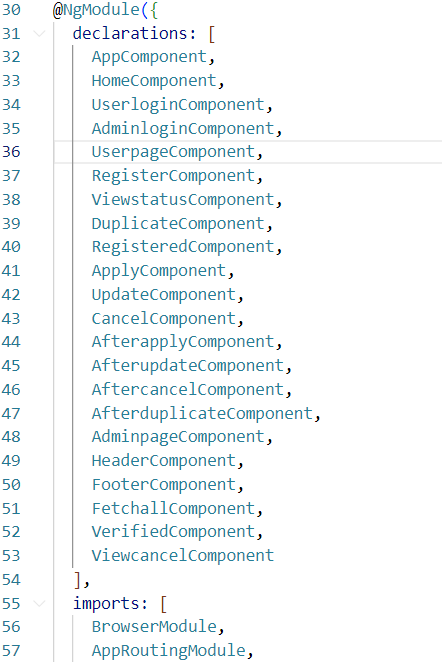 30 @NgModule({
31 declarations: [
32 AppComponent,
33 HomeComponent,
34 UserloginComponent,
35 AdminloginComponent,
36 UserpageComponent,
37 RegisterComponent,
38 ViewstatusComponent,
39 DuplicateComponent,
40 RegisteredComponent,
41 ApplyComponent,
42 UpdateComponent,
43 CancelComponent,
44 AfterapplyComponent,
45 AfterupdateComponent,
46 AftercancelComponent,
47 AfterduplicateComponent,
48 AdminpageComponent,
49 HeaderComponent,
50 FooterComponent,
51 FetchallComponent,
52 VerifiedComponent,
53 ViewcancelComponent
54 ],
55 imports: [
56 BrowserModule,
57 AppRoutingModule,